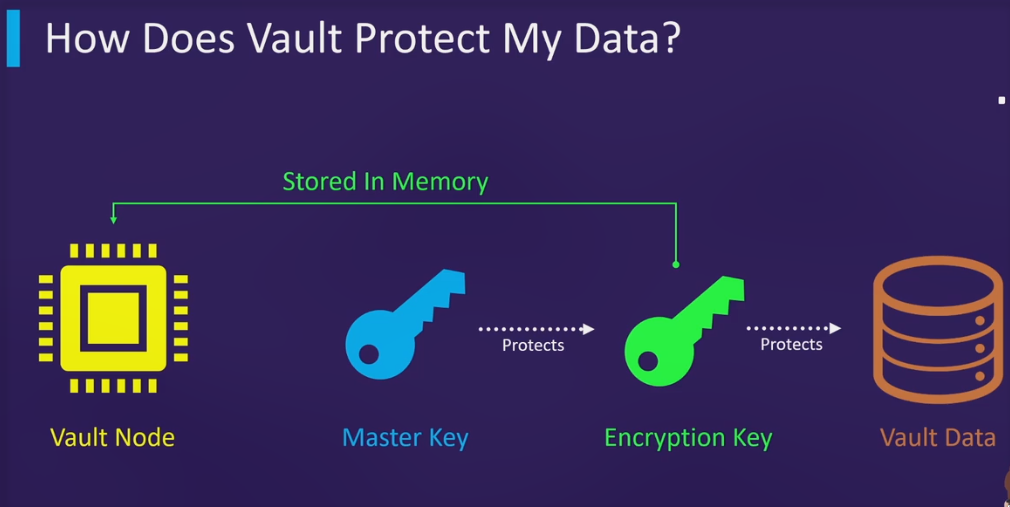 How Does Vault Protect My Data?
Stored In Memory
Protects
Protects
Vault Node
Master Key
Encryption Key
Vault Data